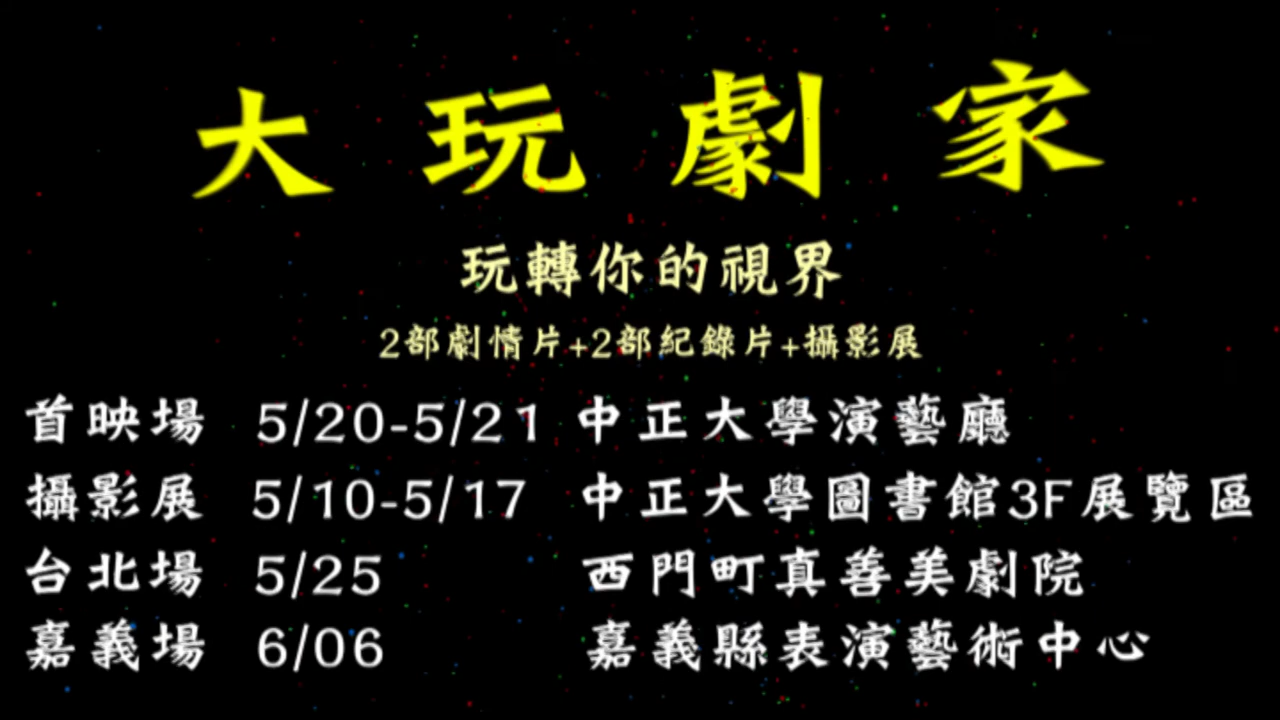 大玩劇家
玩轉你的視界
2部劇情片+2部紀錄片+攝影展
首映場 5/20-5/21 中正大學演藝廳
攝影展 5/10-5/17 中正大學圖書館3F展覽區
台北場 5/25 西門町真善美劇院
嘉義場 6/06 嘉義縣表演藝術中心